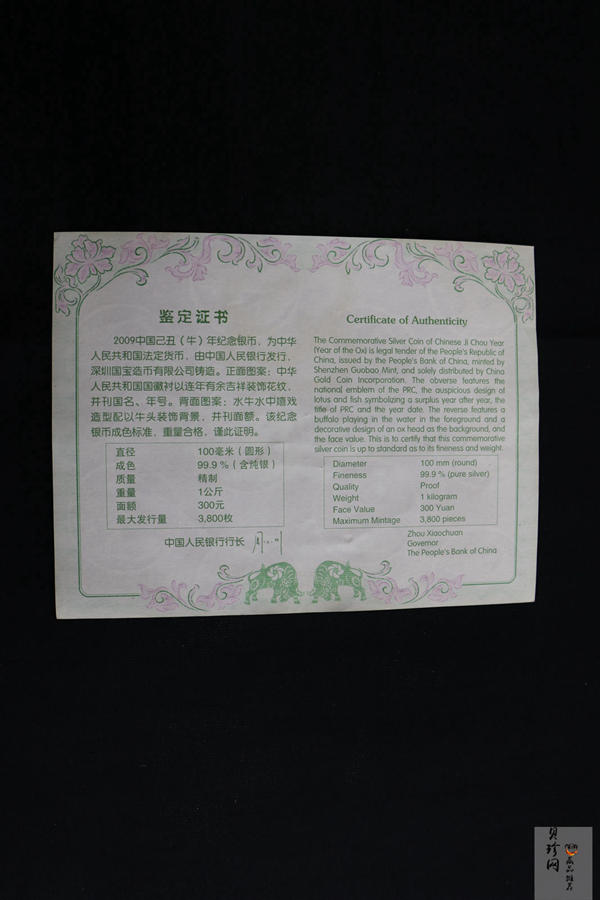 鉴定证书
2009中国己丑（牛）年纪念银币，为中华
人民共和国法定货币，由中国人民银行发行，
深圳国宝造币有限公司铸造。正面图案：中华
人民共和国国徽衬以连年有余吉祥装饰花纹，
并刊国名、年号。背面图案：水牛水中嬉戏
造型配以牛头装饰背景，并刊面额。该纪念
银币成色标准，重量合格，谨此证明。
直径 100毫米（圆形）
成色 99.9％（含纯银）
质量 精制
重量 1公斤
面额 300元
最大发行量 3,800枚
中国人民银行行长
Certificate of Authenticity
The Commemorative Silver Coin of Chinese Ji Chou Year
(Year of the Ox) is legal tender of the People's Republic of
China, issued by the People's Bank of China, minted by
Shenzhen Guobao Mint, and solely distributed by China
Gold Coin Incorporation. The obverse features the
national emblem of the PRC, the auspicious design of
lotus and fish symbolizing a surplus year after year, the
title of PRC and the year date. The reverse features a
buffalo playing in the water in the foreground and a
decorative design of an ox head as the background, and
the face value. This is to certify that this commemorative
silver coin is up to standard as to its fineness and weight.
Diameter 100 mm (round)
Fineness 99.9 % (pure silver)
Quality Proof
Weight 1 kilogram
Face Value 300 Yuan
Maximum Mintage 3,800 pieces
Zhou Xiaochuan
Governor
The People's Bank of China
贝珍网